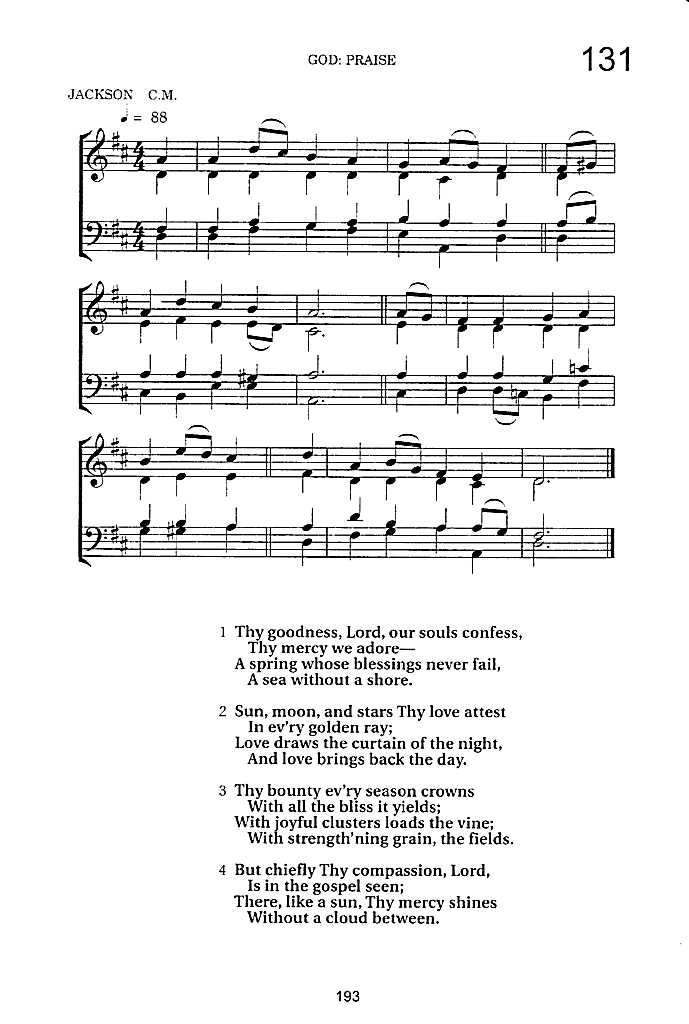 GOD: PRAISE
131
JACKSON C.M.
♩ = 88
1 Thy goodness, Lord, our souls confess,
Thy mercy we adore—
A spring whose blessings never fail,
A sea without a shore.
2 Sun, moon, and stars Thy love attest
In ev'ry golden ray;
Love draws the curtain of the night,
And love brings back the day.
3 Thy bounty ev'ry season crowns
With all the bliss it yields;
With joyful clusters loads the vine;
With strength'ning grain, the fields.
4 But chiefly Thy compassion, Lord,
Is in the gospel seen;
There, like a sun, Thy mercy shines
Without a cloud between.
193